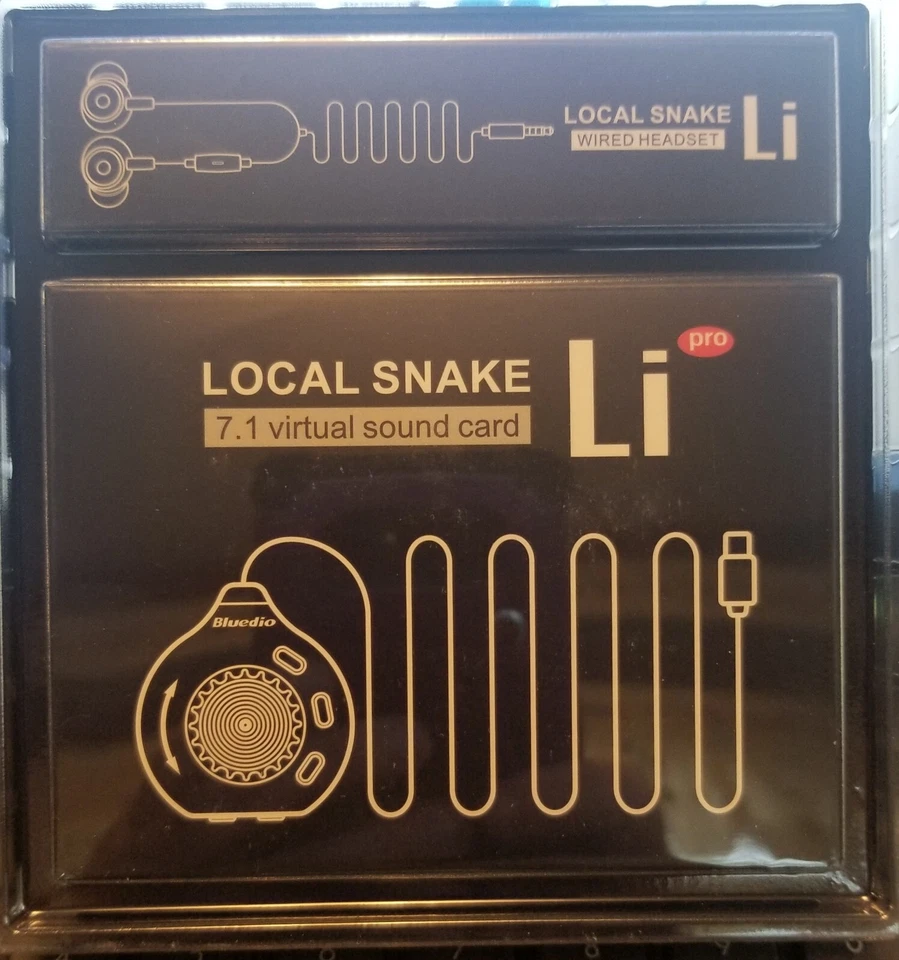 LOCAL SNAKE
WIRED HEADSET
Li
LOCAL SNAKE
7.1 virtual sound card
Li
pro
Bluedio